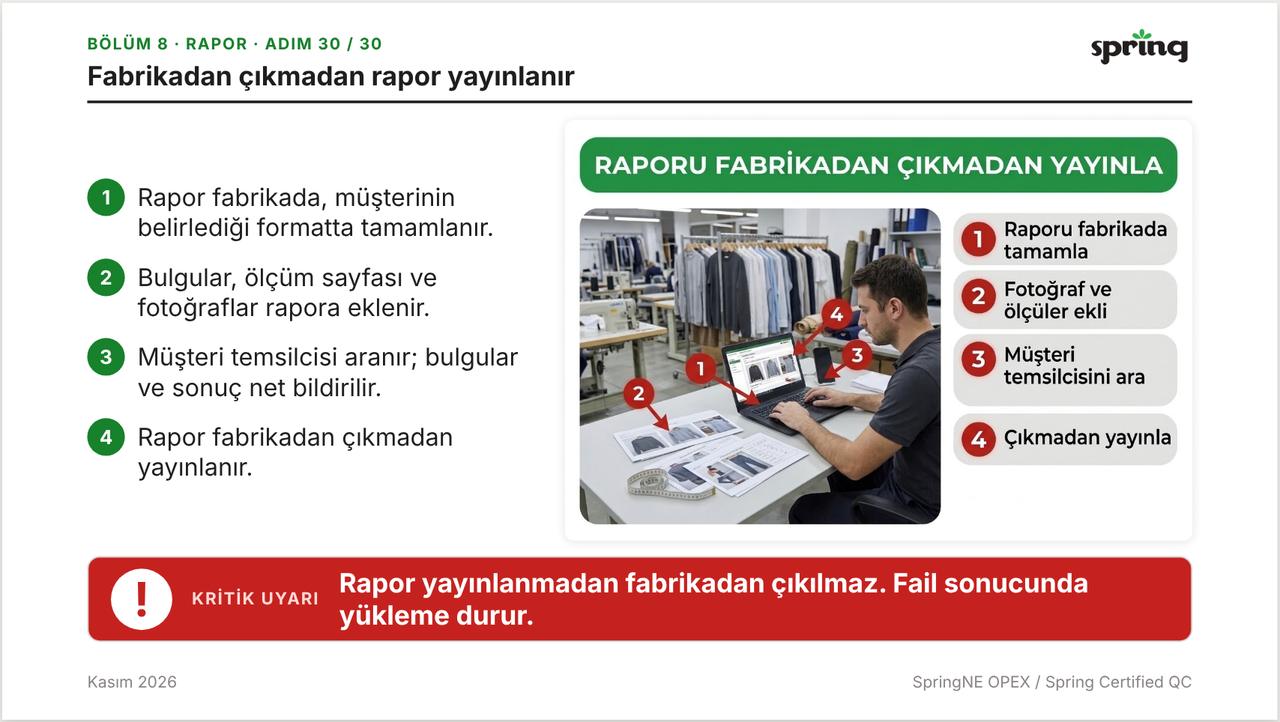 BÖLÜM 8 · RAPOR · ADIM 30 / 30
Fabrikadan çıkmadan rapor yayınlanır
spring
1 Rapor fabrikada, müşterinin
belirlediği formatta tamamlanır.
2 Bulgular, ölçüm sayfası ve
fotoğraflar rapora eklenir.
3 Müşteri temsilcisi aranır; bulgular
ve sonuç net bildirilir.
4 Rapor fabrikadan çıkmadan
yayınlanır.
RAPORU FABRİKADAN ÇIKMADAN YAYINLA
4
3
1
2
1 Raporu fabrikada
tamamla
2 Fotoğraf ve
ölçüler ekli
3 Müşteri
temsilcisini ara
4 Çıkmadan yayınla
! KRİTİK UYARI
Rapor yayınlanmadan fabrikadan çıkılmaz. Fail sonucunda
yükleme durur.
Kasım 2026
SpringNE OPEX / Spring Certified QC